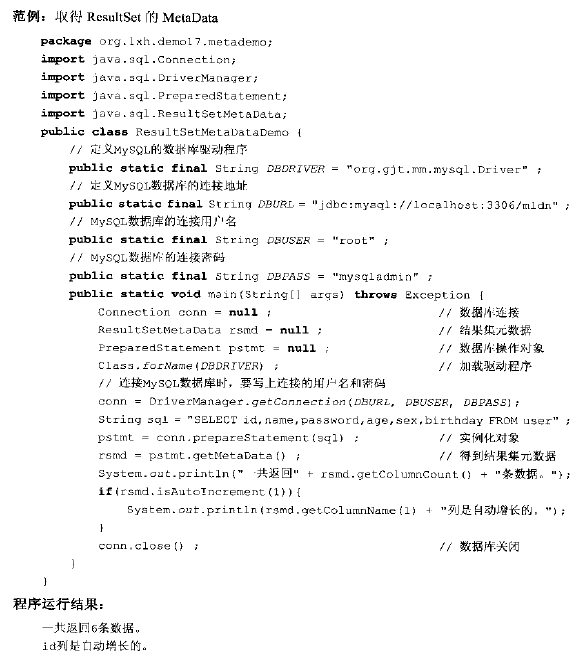 范例：取得 ResultSet 的 MetaData
package org.lxh.demo17.metademo;
import java.sql.Connection;
import java.sql.DriverManager;
import java.sql.PreparedStatement;
import java.sql.ResultSetMetaData;
public class ResultSetMetaDataDemo {
// 定义MySQL的数据库驱动程序
public static final String DBDRIVER = "org.gjt.mm.mysql.Driver" ;
// 定义MySQL数据库的连接地址
public static final String DBURL = "jdbc:mysql://localhost:3306/mldn" ;
// MySQL数据库的连接用户名
public static final String DBUSER = "root" ;
// MySQL数据库的连接密码
public static final String DBPASS = "mysqladmin" ;
public static void main(String[] args) throws Exception {
Connection conn = null ; // 数据库连接
ResultSetMetaData rsmd = null ; // 结果集元数据
PreparedStatement pstmt = null ; // 数据库操作对象
Class.forName(DBDRIVER) ; // 加载驱动程序
// 连接MySQL数据库时，要写上连接的用户名和密码
conn = DriverManager.getConnection(DBURL, DBUSER, DBPASS);
String sql = "SELECT id,name,password,age,sex,birthday FROM user" ;
pstmt = conn.prepareStatement(sql) ; // 实例化对象
rsmd = pstmt.getMetaData() ; // 得到结果集元数据
System.out.println("一共返回" + rsmd.getColumnCount() + "条数据。");
if(rsmd.isAutoIncrement(1)){
System.out.println(rsmd.getColumnName(1) + "列是自动增长的。");
}
conn.close() ; // 数据库关闭
}
}
程序运行结果：
一共返回6条数据。
id列是自动增长的。